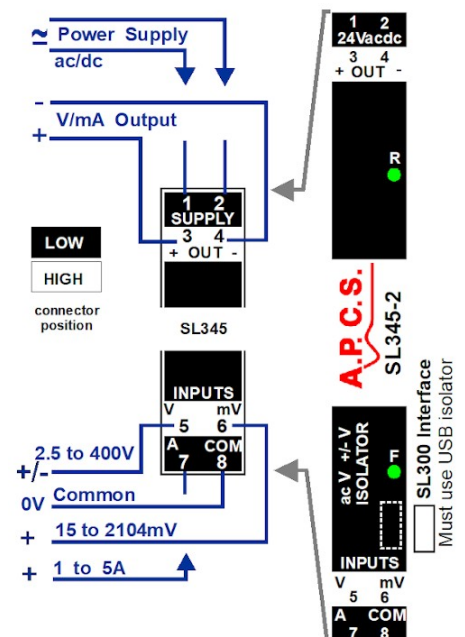 ≃ Power Supply
ac/dc
-
V/mA Output
+
1 2
SUPPLY
3 4
+ OUT -
LOW
HIGH
connector
position
SL345
INPUTS
V mV
5 6
A COM
7 8
2.5 to 400V
+/-
0V Common
+ 15 to 2104mV
+ 1 to 5A
1 2
24Vacdc
3 4
+ OUT -
R
A.P.C.S.
SL345-2
ac V +/- V
ISOLATOR
F
SL300 Interface
Must use USB isolator
INPUTS
V mV
5 6
A COM
7 8